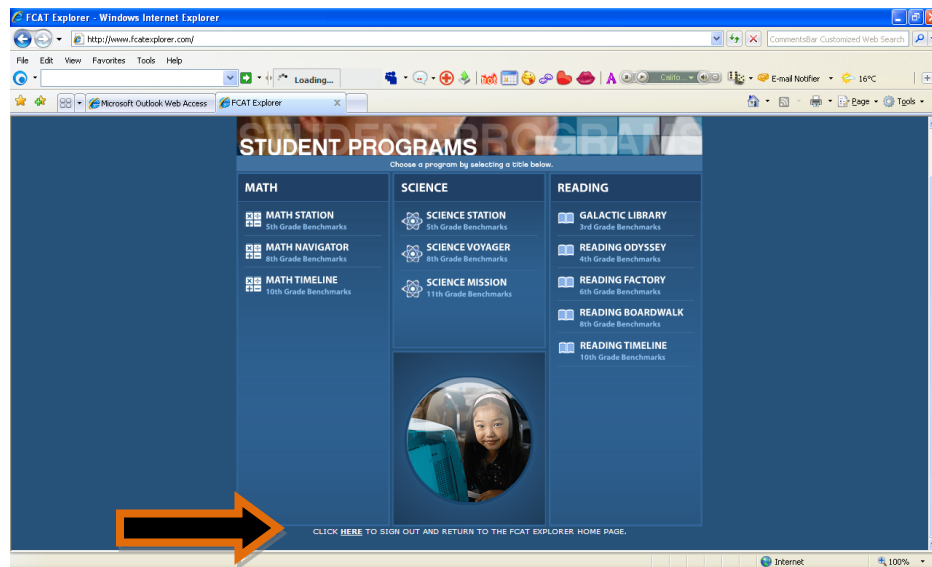 FCAT Explorer - Windows Internet Explorer
http://www.fcatexplorer.com/
CommentsBar Customized Web Search
File Edit View Favorites Tools Help
Loading...
A
E-mail Notifier
16°C
Microsoft Outlook Web Access
FCAT Explorer
X
Page
Tools
STUDENT PROGRAMS
STUDENT PROGRAMS
Choose a program by selecting a title below.
MATH
MATH STATION
5th Grade Benchmarks
MATH NAVIGATOR
8th Grade Benchmarks
MATH TIMELINE
10th Grade Benchmarks
SCIENCE
SCIENCE STATION
5th Grade Benchmarks
SCIENCE VOYAGER
8th Grade Benchmarks
SCIENCE MISSION
11th Grade Benchmarks
READING
GALACTIC LIBRARY
3rd Grade Benchmarks
READING ODYSSEY
4th Grade Benchmarks
READING FACTORY
6th Grade Benchmarks
READING BOARDWALK
8th Grade Benchmarks
READING TIMELINE
10th Grade Benchmarks
CLICK HERE TO SIGN OUT AND RETURN TO THE FCAT EXPLORER HOME PAGE.
Internet
100%